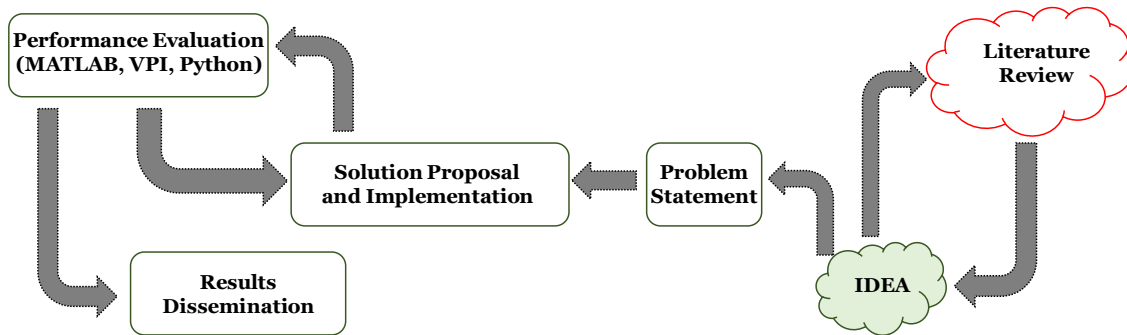 Performance Evaluation
(MATLAB, VPI, Python)
Literature
Review
Solution Proposal
and Implementation
Problem
Statement
Results
Dissemination
IDEA